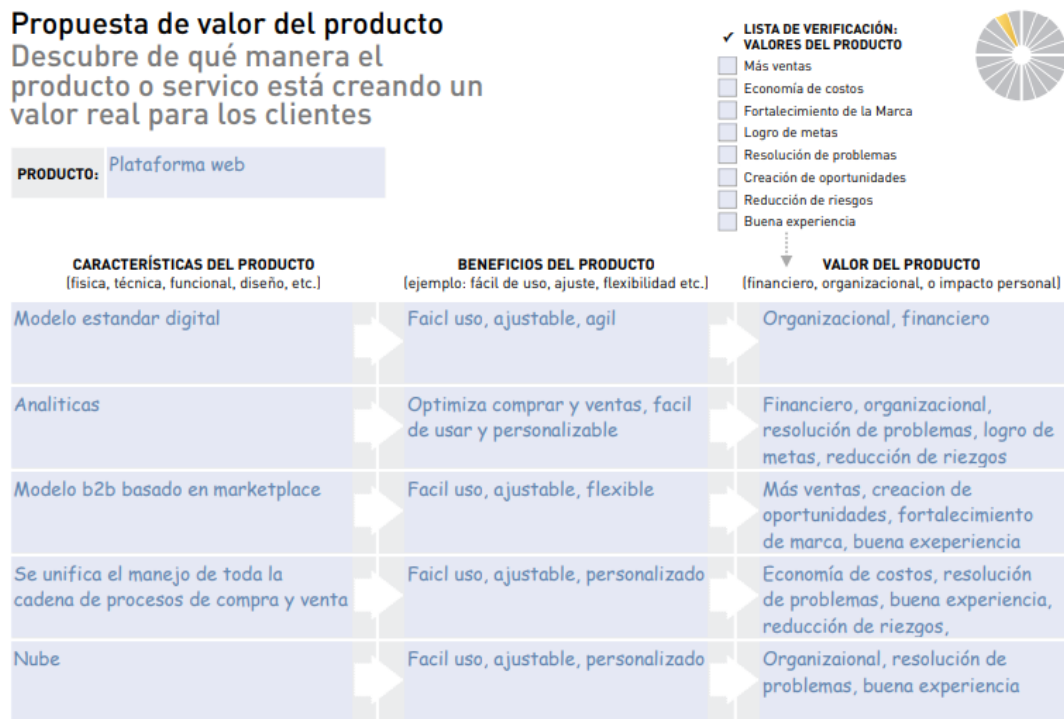 Propuesta de valor del producto
Descubre de qué manera el
producto o servico está creando un
valor real para los clientes
PRODUCTO:
Plataforma web
✓ LISTA DE VERIFICACIÓN:
VALORES DEL PRODUCTO
Más ventas
Economía de costos
Fortalecimiento de la Marca
Logro de metas
Resolución de problemas
Creación de oportunidades
Reducción de riesgos
Buena experiencia
CARACTERÍSTICAS DEL PRODUCTO
(fisica, técnica, funcional, diseño, etc.)
BENEFICIOS DEL PRODUCTO
(ejemplo: fácil de uso, ajuste, flexibilidad etc.)
VALOR DEL PRODUCTO
(financiero, organizacional, o impacto personal)
Modelo estandar digital
Faicl uso, ajustable, agil
Organizacional, financiero
Analiticas
Optimiza comprar y ventas, facil
de usar y personalizable
Financiero, organizacional,
resolución de problemas, logro de
metas, reducción de riezgos
Modelo b2b basado en marketplace
Facil uso, ajustable, flexible
Más ventas, creacion de
oportunidades, fortalecimiento
de marca, buena exeperiencia
Se unifica el manejo de toda la
cadena de procesos de compra y venta
Faicl uso, ajustable, personalizado
Economía de costos, resolución
de problemas, buena experiencia,
reducción de riezgos,
Nube
Facil uso, ajustable, personalizado
Organizaional, resolución de
problemas, buena experiencia